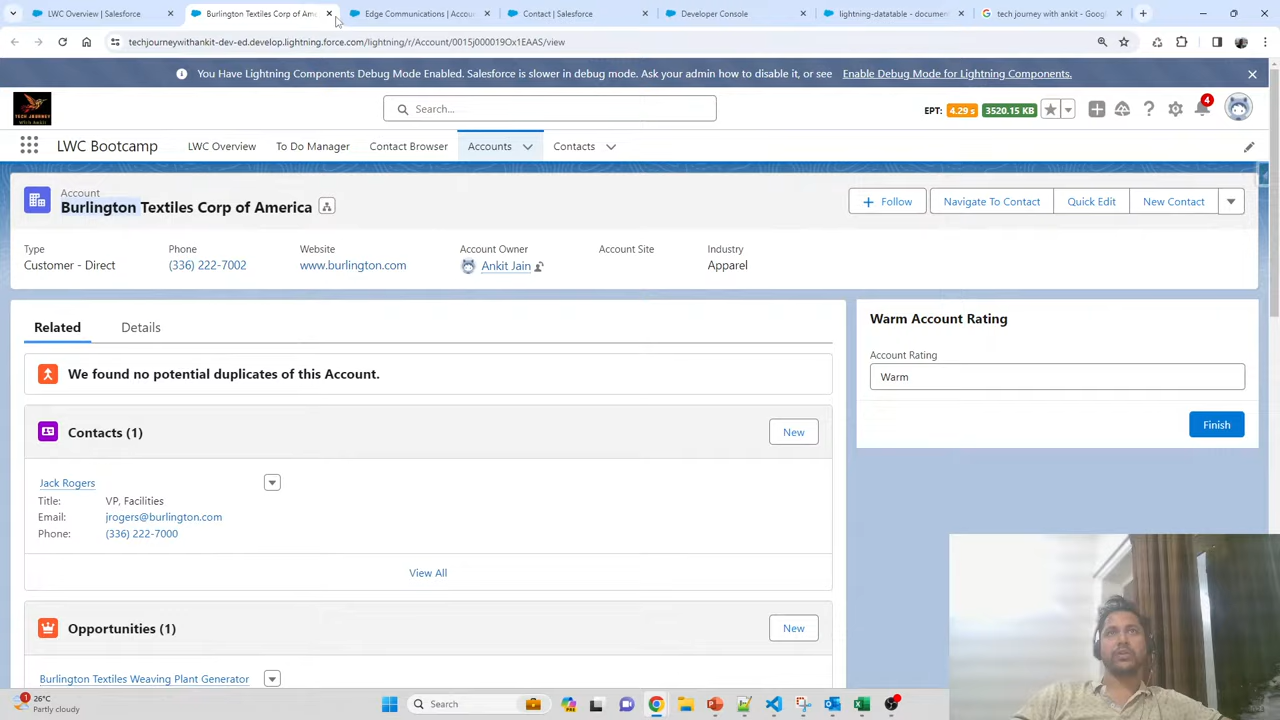 LWC Overview | Salesforce
Burlington Textiles Corp of Am
Edge Communications | Accou
Contact | Salesforce
Developer Console
lightning-datatable - documen
tech journey with ankit - Goog
techjourneywithankit-dev-ed.develop.lightning.force.com/lightning/r/Account/0015j000019Ox1EAAS/view
You Have Lightning Components Debug Mode Enabled. Salesforce is slower in debug mode. Ask your admin how to disable it, or see Enable Debug Mode for Lightning Components.
TECH JOURNEY
Search...
EPT: 4.29 s 3520.15 KB
4
LWC Bootcamp
LWC Overview
To Do Manager
Contact Browser
Accounts
Contacts
Account
Burlington Textiles Corp of America
Follow
Navigate To Contact
Quick Edit
New Contact
Type
Phone
Website
Account Owner
Account Site
Industry
Customer - Direct
(336) 222-7002
www.burlington.com
Ankit Jain
Apparel
Related
Details
Warm Account Rating
Account Rating
Warm
Finish
We found no potential duplicates of this Account.
Contacts (1)
New
Jack Rogers
Title: VP, Facilities
Email: jrogers@burlington.com
Phone: (336) 222-7000
View All
Opportunities (1)
New
Burlington Textiles Weaving Plant Generator
1
26°C
Partly cloudy
Search